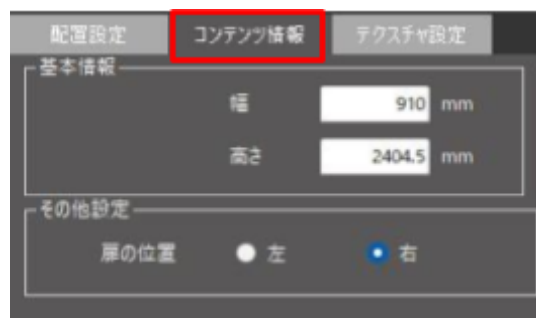 配置設定 コンテンツ情報 テクスチャ設定
基本情報
幅 910 mm
高さ 2404.5 mm
その他設定
扉の位置 左 右